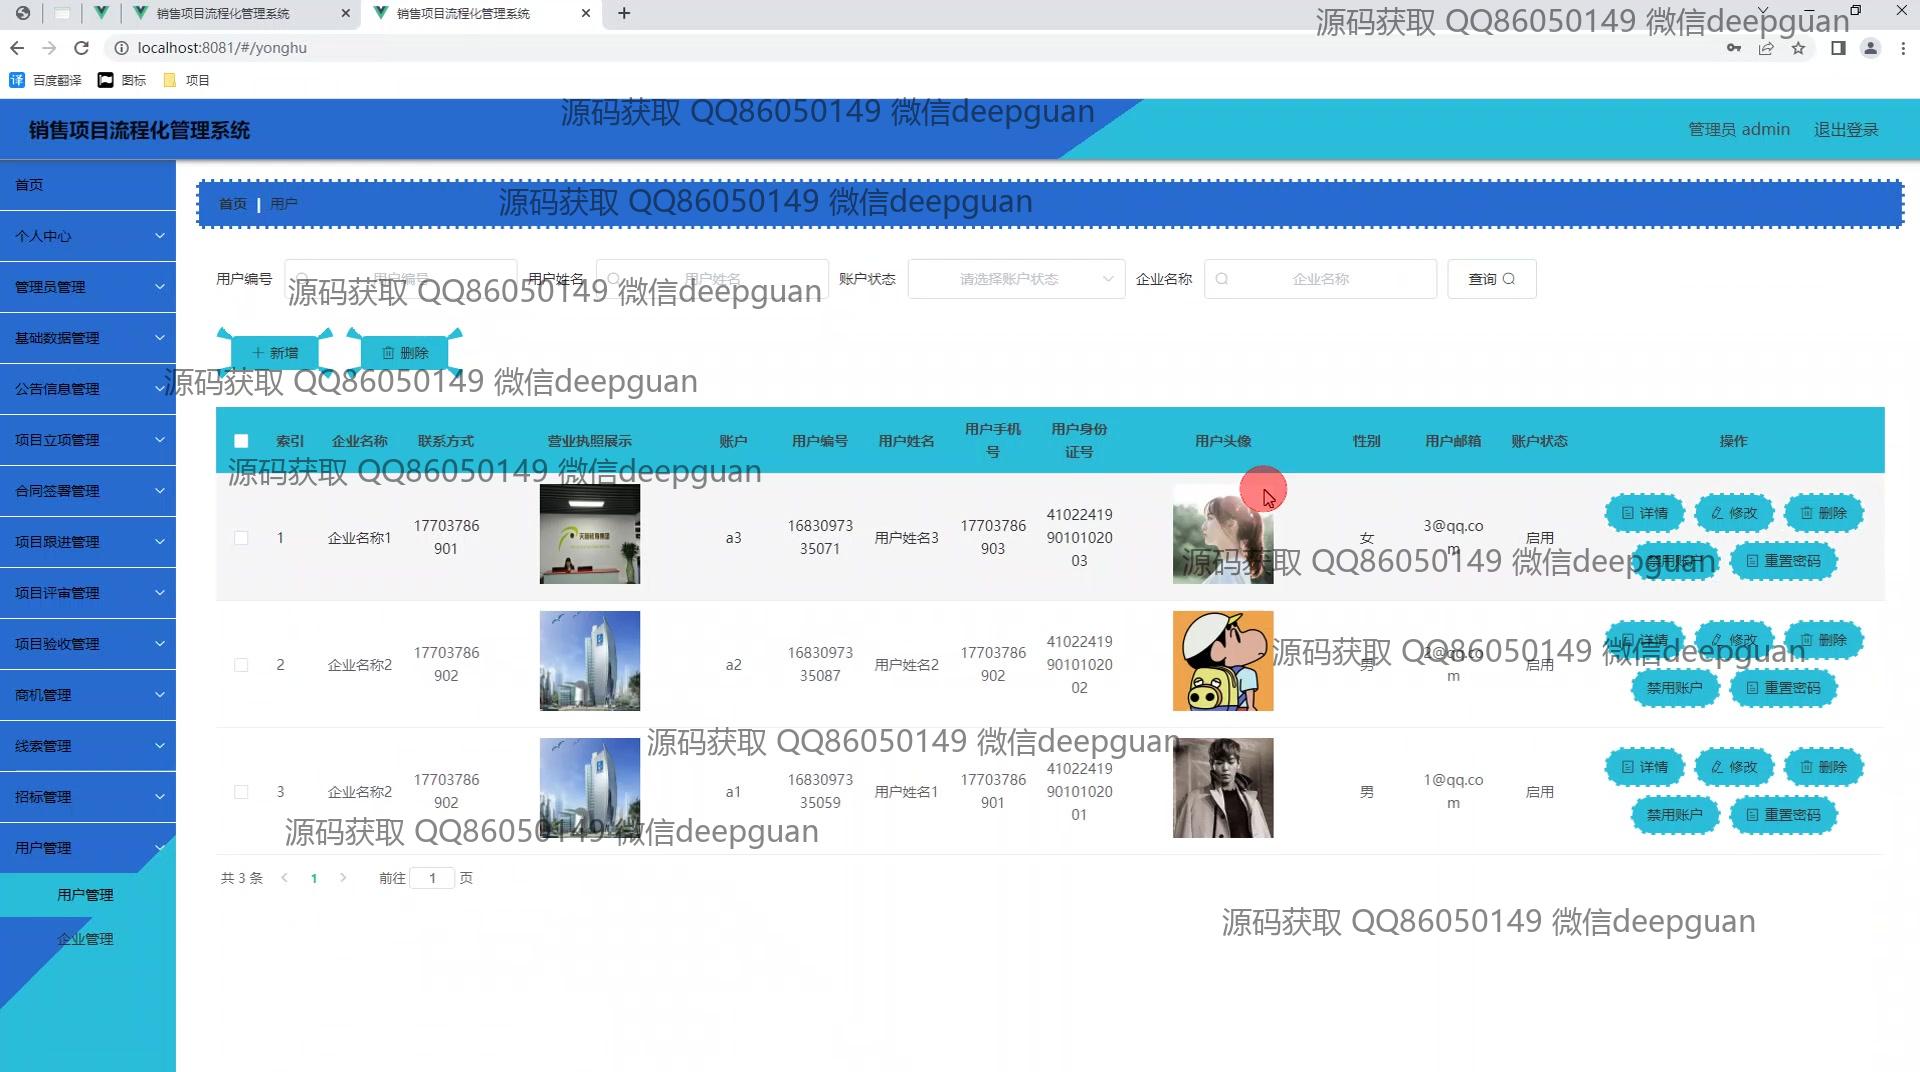 销售项目流程化管理系统
销售项目流程化管理系统
localhost:8081/#/yonghu
译 百度翻译 图标 项目
源码获取 QQ86050149 微信deepguan
销售项目流程化管理系统
源码获取 QQ86050149 微信deepguan
管理员 admin 退出登录
首页
个人中心
管理员管理
基础数据管理
公告信息管理
项目立项管理
合同签署管理
项目跟进管理
项目评审管理
项目验收管理
商机管理
线索管理
招标管理
用户管理
用户管理
企业管理
首页 | 用户
源码获取 QQ86050149 微信deepguan
用户编号 用户编号 用户姓名 用户姓名 账户状态 请选择账户状态 企业名称 企业名称 查询
源码获取 QQ86050149 微信deepguan
新增 删除
源码获取 QQ86050149 微信deepguan
索引 企业名称 联系方式 营业执照展示 账户 用户编号 用户姓名 用户手机号 用户身份证号 用户头像 性别 用户邮箱 账户状态 操作
源码获取 QQ86050149 微信deepguan
1 企业名称1 17703786901 a3 1683097335071 用户姓名3 17703786903 410224199010102003 女 3@qq.com 启用 详情 修改 删除
禁用账户 重置密码
源码获取 QQ86050149 微信deepguan
2 企业名称2 17703786902 a2 1683097335087 用户姓名2 17703786902 410224199010102002 男 2@qq.com 启用 详情 修改 删除
禁用账户 重置密码
源码获取 QQ86050149 微信deepguan
源码获取 QQ86050149 微信deepguan
3 企业名称2 17703786902 a1 1683097335059 用户姓名1 17703786901 410224199010102001 男 1@qq.com 启用 详情 修改 删除
禁用账户 重置密码
源码获取 QQ86050149 微信deepguan
共 3 条 1 前往 1 页
源码获取 QQ86050149 微信deepguan